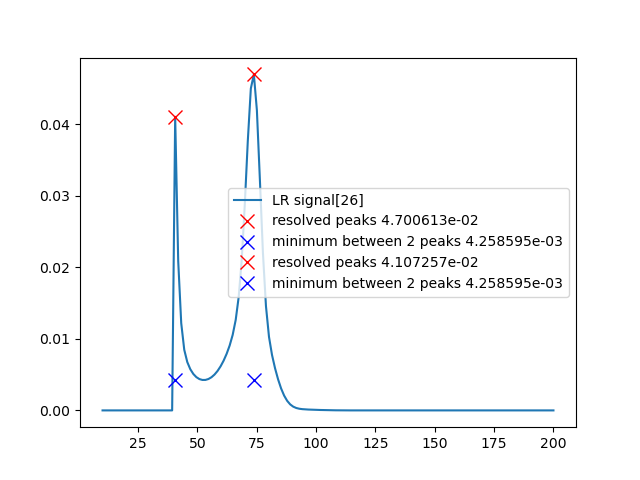 0.04
0.03
0.02
0.01
0.00
LR signal[26]
resolved peaks 4.700613e-02
minimum between 2 peaks 4.258595e-03
resolved peaks 4.107257e-02
minimum between 2 peaks 4.258595e-03
25 50 75 100 125 150 175 200